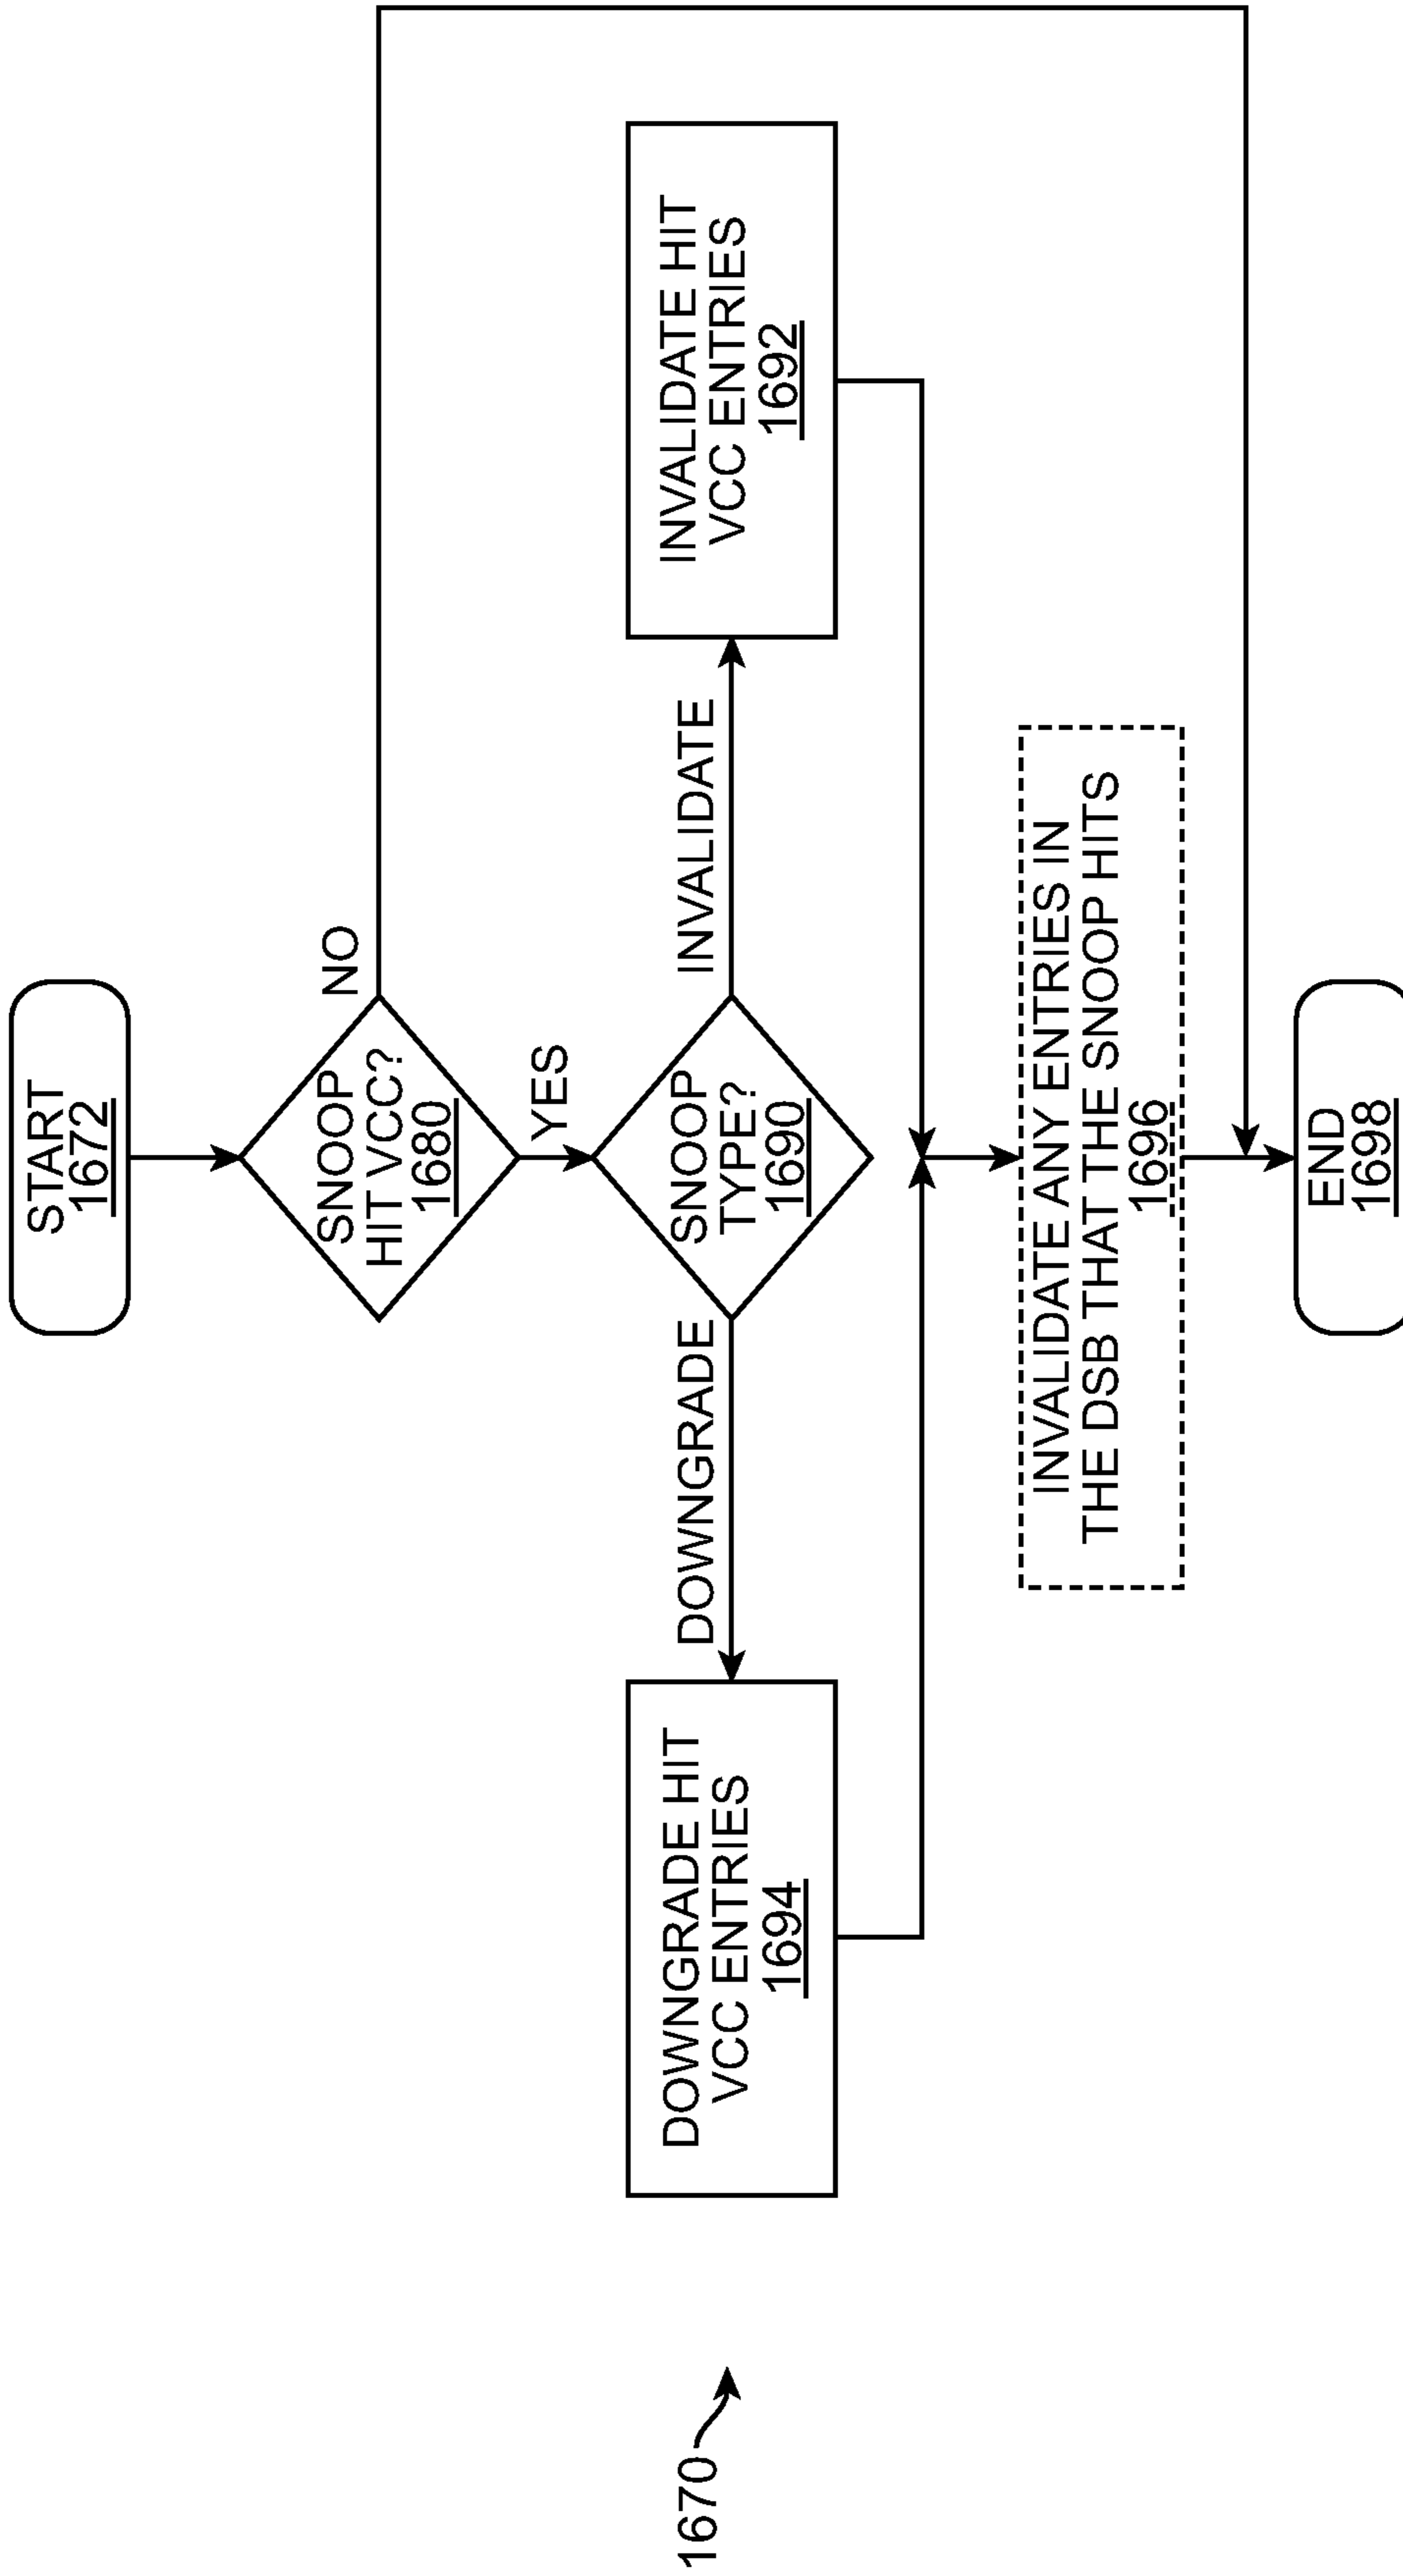 START
1672
NO
SNOOP
HIT VCC?
1680
YES
DOWNGRADE
SNOOP
TYPE?
1690
INVALIDATE
DOWNGRADE HIT
VCC ENTRIES
1694
INVALIDATE HIT
VCC ENTRIES
1692
1670
INVALIDATE ANY ENTRIES IN
THE DSB THAT THE SNOOP HITS
1696
END
1698